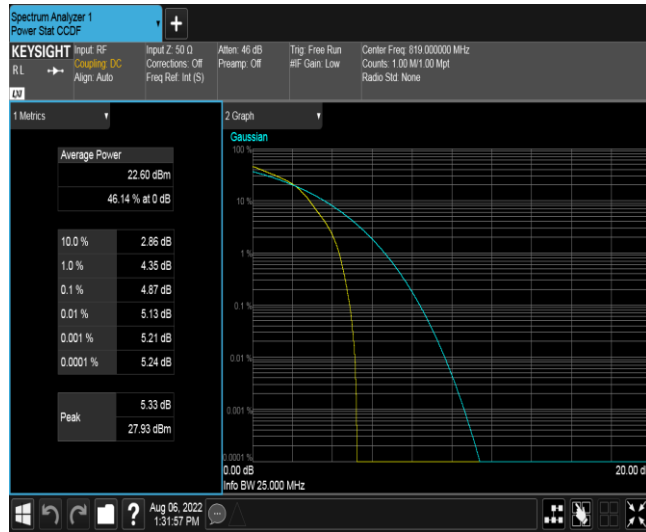 Spectrum Analyzer 1
Power Stat CCDF
+
KEYSIGHT
RL
LXI
Input: RF
Coupling: DC
Align: Auto
Input Z: 50 Ω
Corrections: Off
Freq Ref: Int (S)
Atten: 46 dB
Preamp: Off
Trig: Free Run
#IF Gain: Low
Center Freq: 819.000000 MHz
Counts: 1.00 M/1.00 Mpt
Radio Std: None
1 Metrics
Average Power
22.60 dBm
46.14 % at 0 dB
10.0 % 2.86 dB
1.0 % 4.35 dB
0.1 % 4.87 dB
0.01 % 5.13 dB
0.001 % 5.21 dB
0.0001 % 5.24 dB
Peak
5.33 dB
27.93 dBm
2 Graph
Gaussian
100 %
10 %
1 %
0.1 %
0.01 %
0.001 %
0.0001 %
0.00 dB
20.00 d
Info BW 25.000 MHz
?
Aug 06, 2022
1:31:57 PM